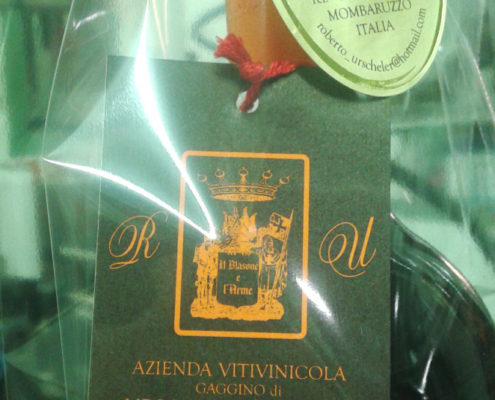 MOMBARUZZO
ITALIA
roberto_urscheler@hotmail.com
R U
Il Blasone
e
l'Arme
AZIENDA VITIVINICOLA
GAGGINO di